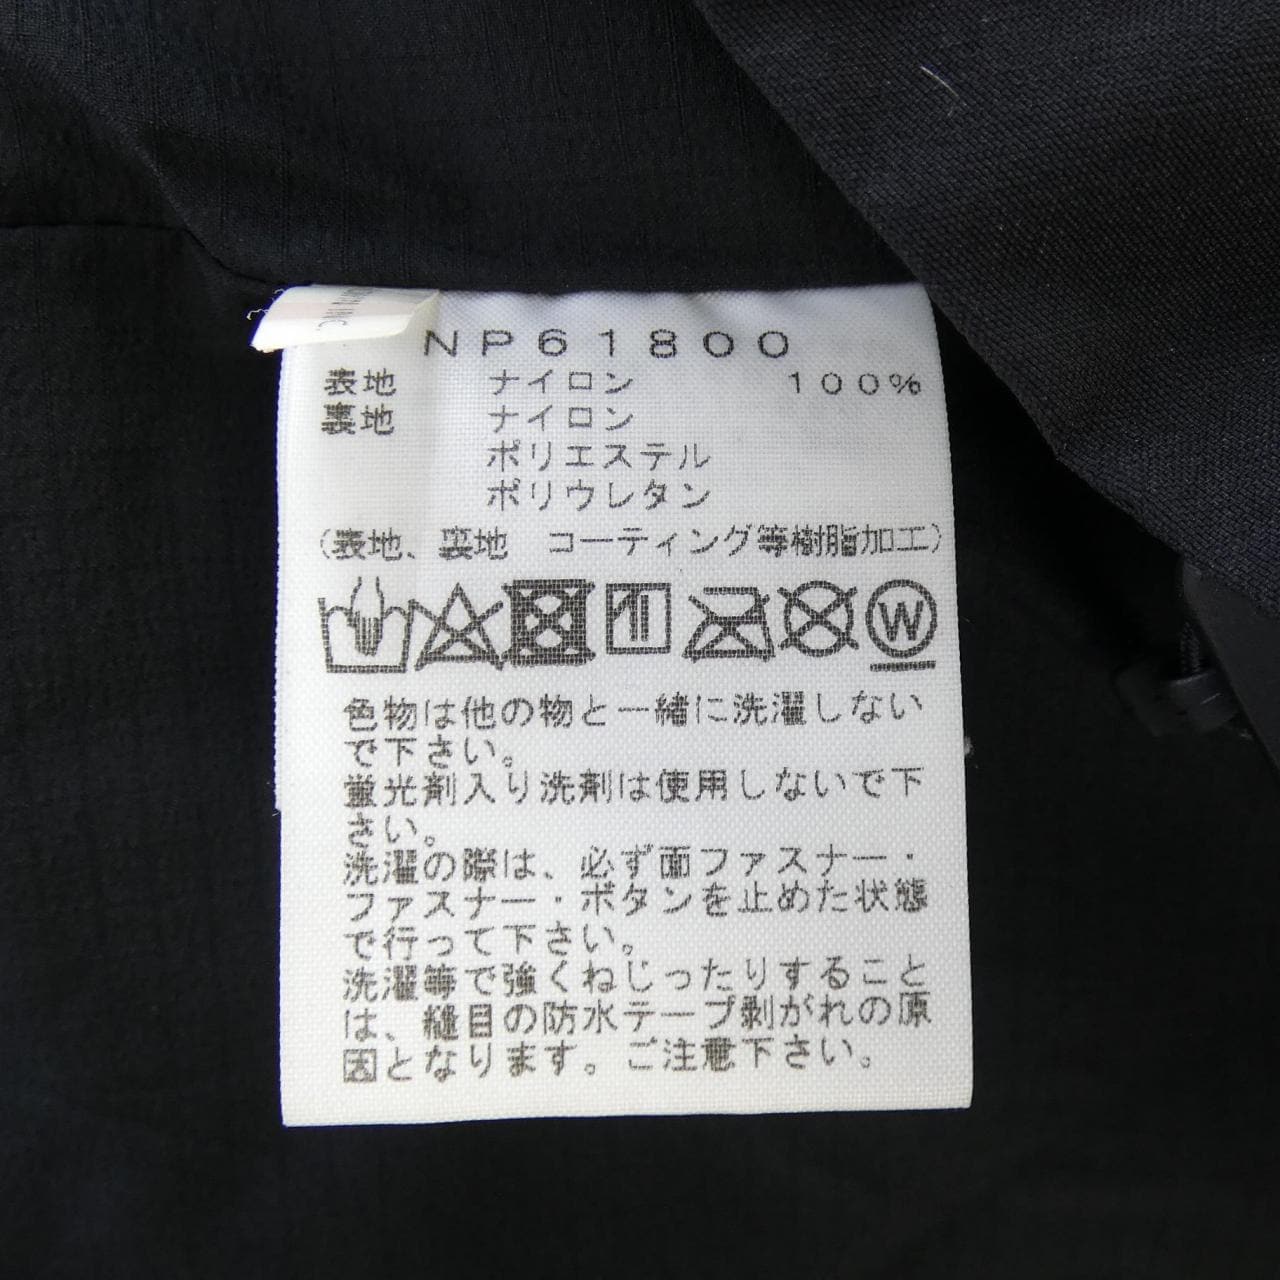 NP61800
表地 ナイロン 100%
裏地 ナイロン
ポリエステル
ポリウレタン
(表地、裏地 コーティング等樹脂加工)
W
色物は他の物と一緒に洗濯しない
で下さい。
蛍光剤入り洗剤は使用しないで下
さい。
洗濯の際は、必ず面ファスナー・
ファスナー・ボタンを止めた状態
で行って下さい。
洗濯等で強くねじったりすること
は、縫目の防水テープ剥がれの原
因となります。ご注意下さい。